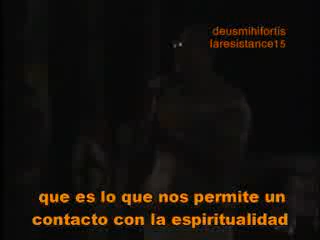 deusmihifortis
laresistance15
que es lo que nos permite un
contacto con la espiritualidad